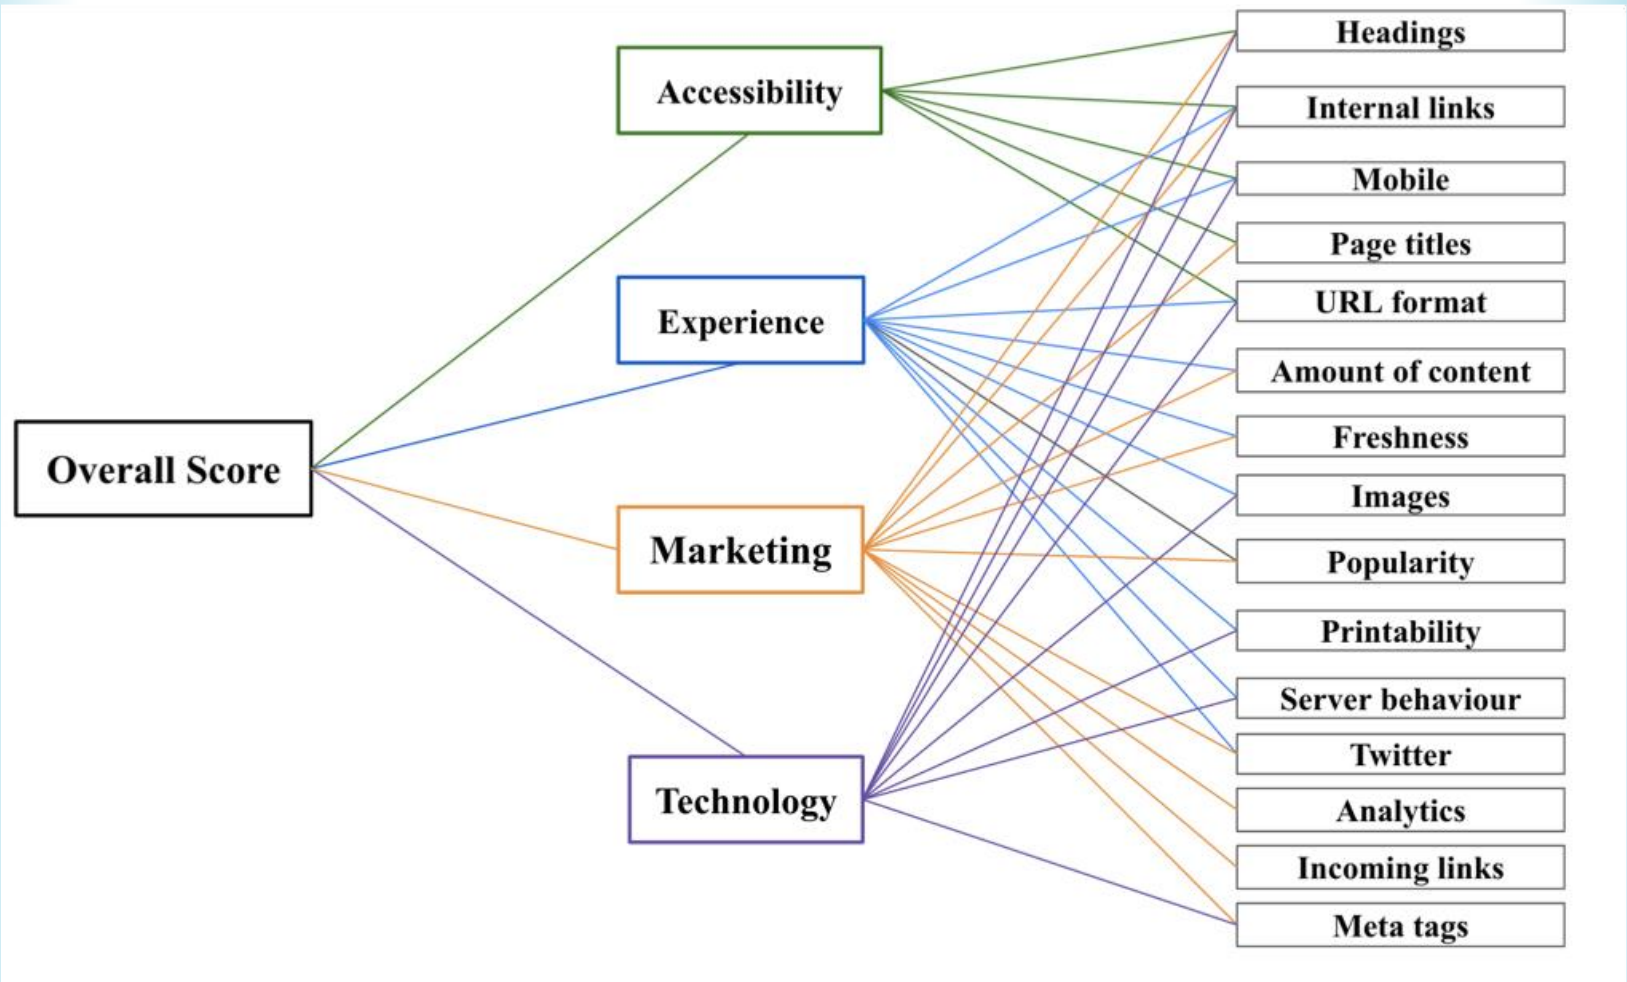 Overall Score
Accessibility
Experience
Marketing
Technology
Headings
Internal links
Mobile
Page titles
URL format
Amount of content
Freshness
Images
Popularity
Printability
Server behaviour
Twitter
Analytics
Incoming links
Meta tags